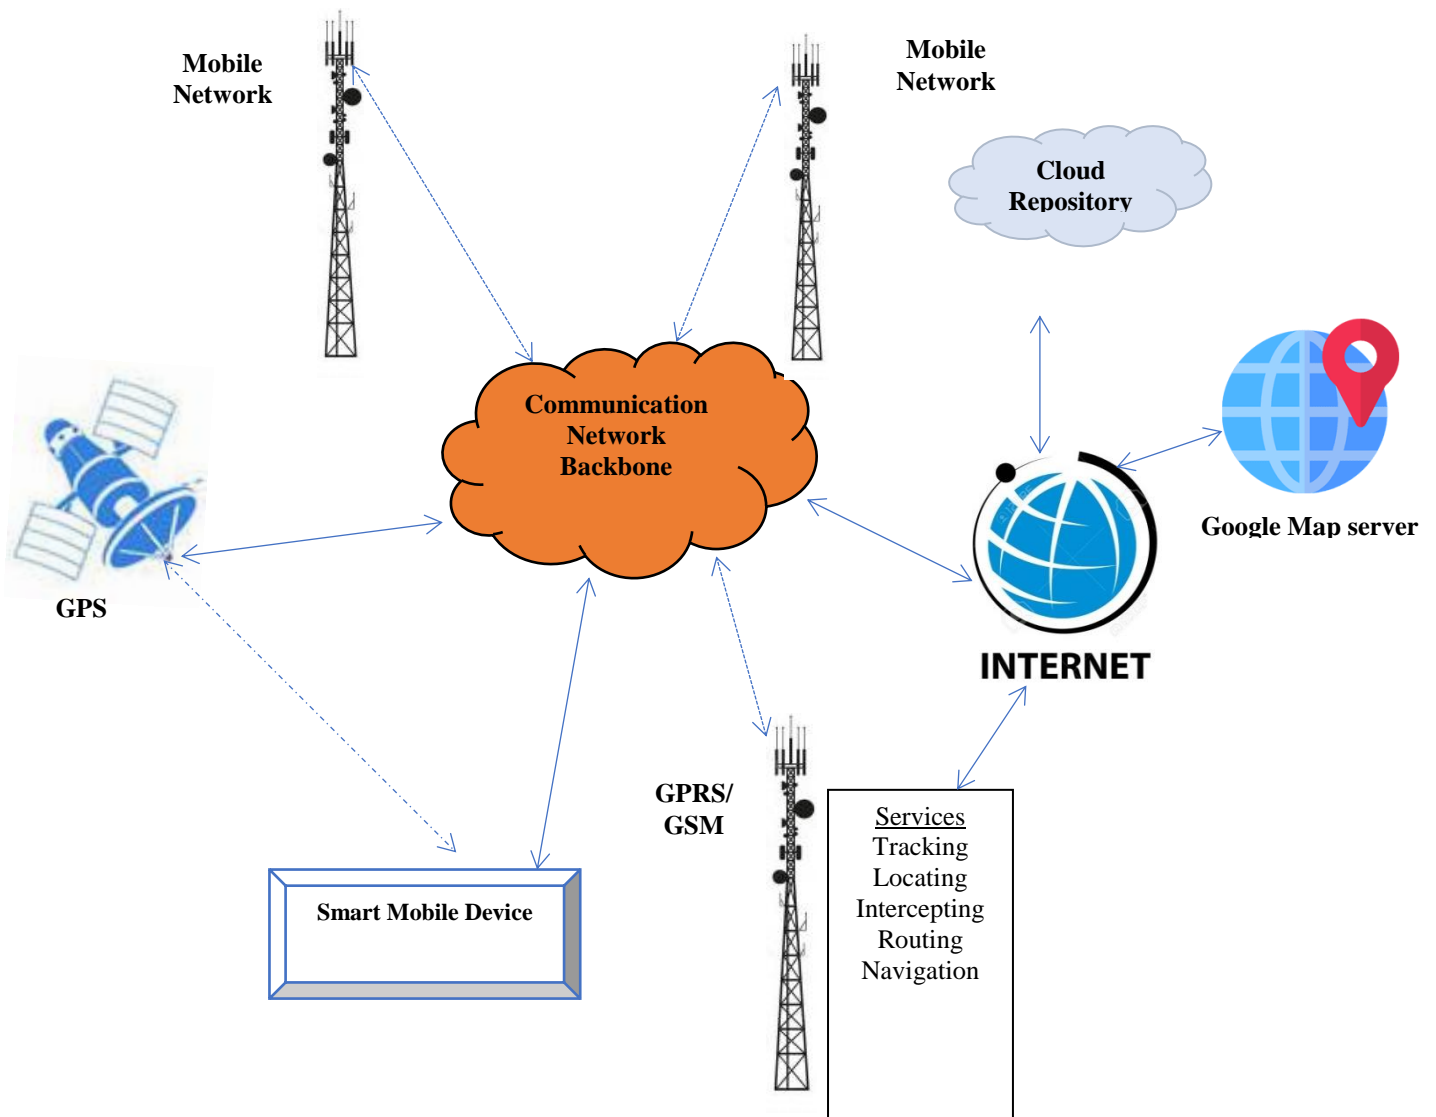 Mobile
Network
Mobile
Network
Cloud
Repository
Communication
Network
Backbone
Google Map server
GPS
INTERNET
GPRS/
GSM
Services
Tracking
Locating
Intercepting
Routing
Navigation
Smart Mobile Device